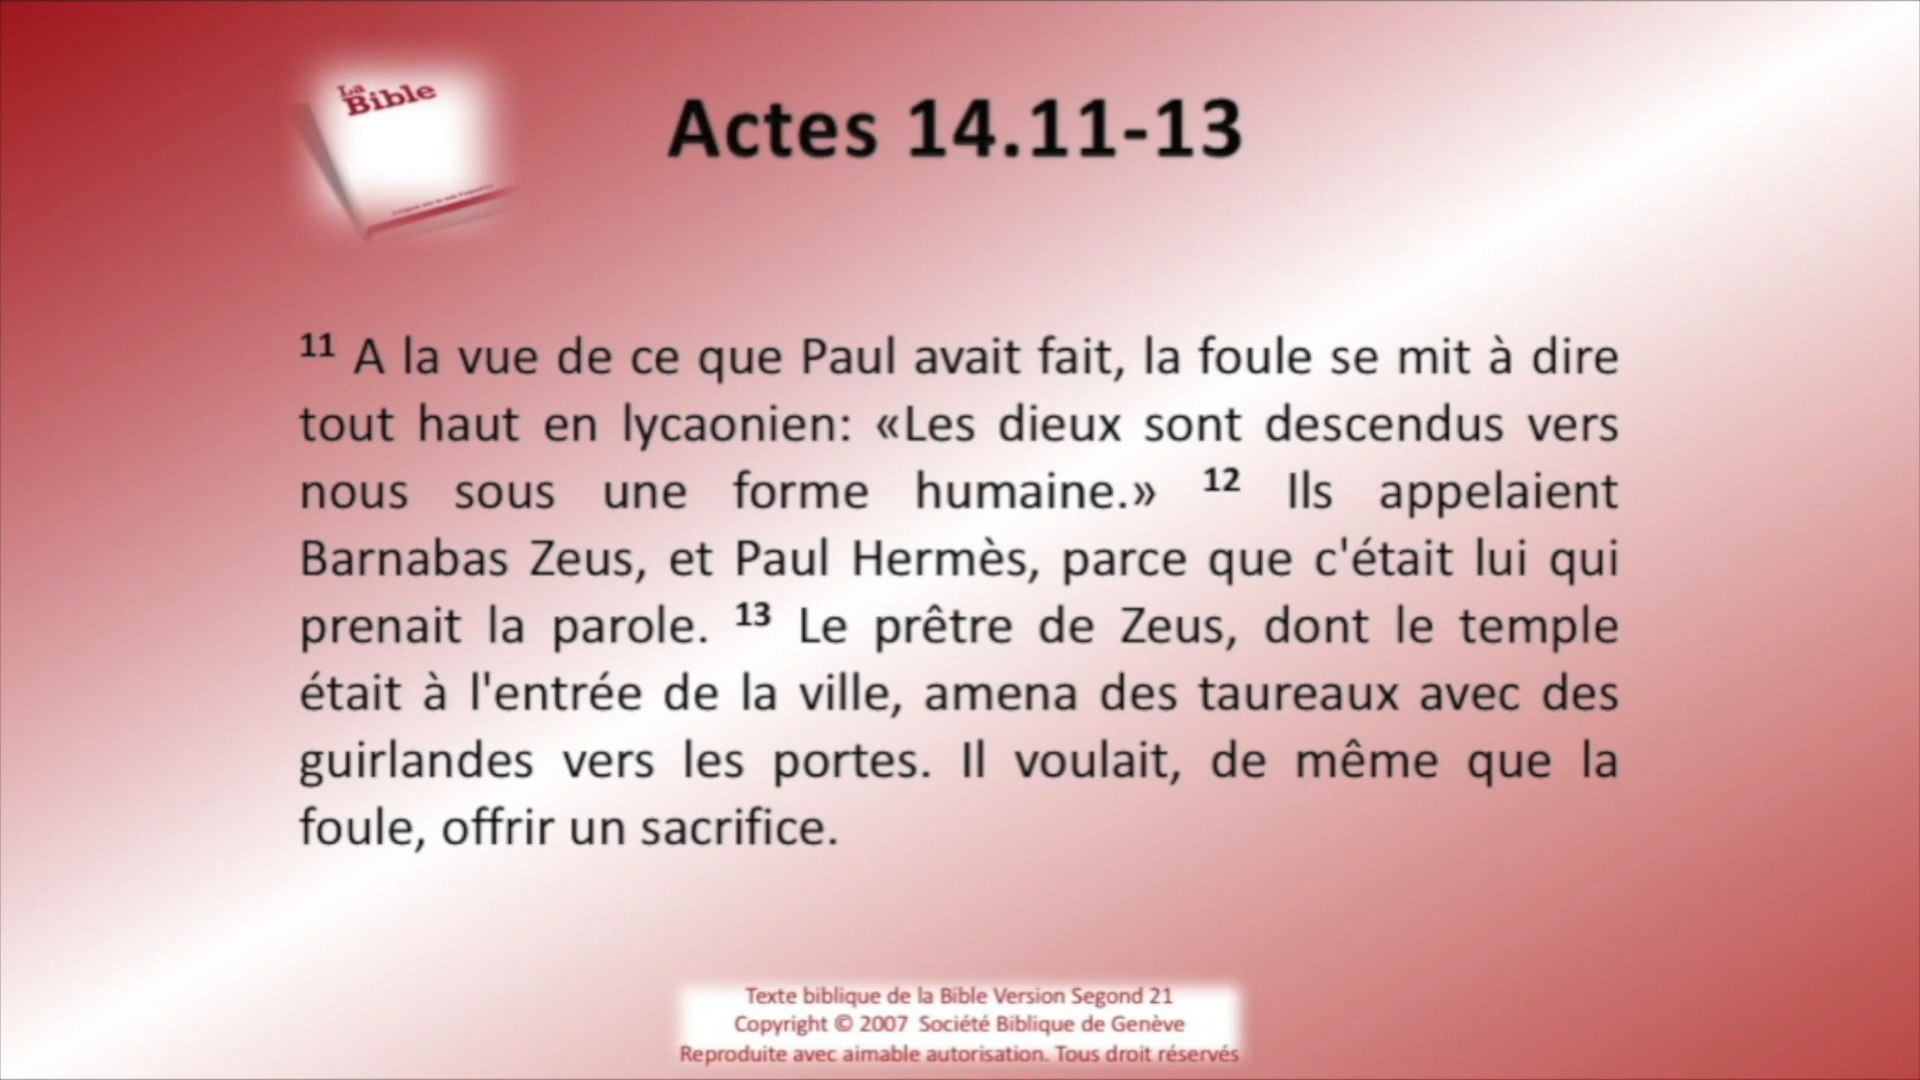 La
Bible
Actes 14.11-13
11 A la vue de ce que Paul avait fait, la foule se mit à dire
tout haut en lycaonien: «Les dieux sont descendus vers
nous sous une forme humaine.» 12 Ils appelaient
Barnabas Zeus, et Paul Hermès, parce que c'était lui qui
prenait la parole. 13 Le prêtre de Zeus, dont le temple
était à l'entrée de la ville, amena des taureaux avec des
guirlandes vers les portes. Il voulait, de même que la
foule, offrir un sacrifice.
Texte biblique de la Bible Version Segond 21
Copyright © 2007 Société Biblique de Genève
Reproduite avec aimable autorisation. Tous droit réservés